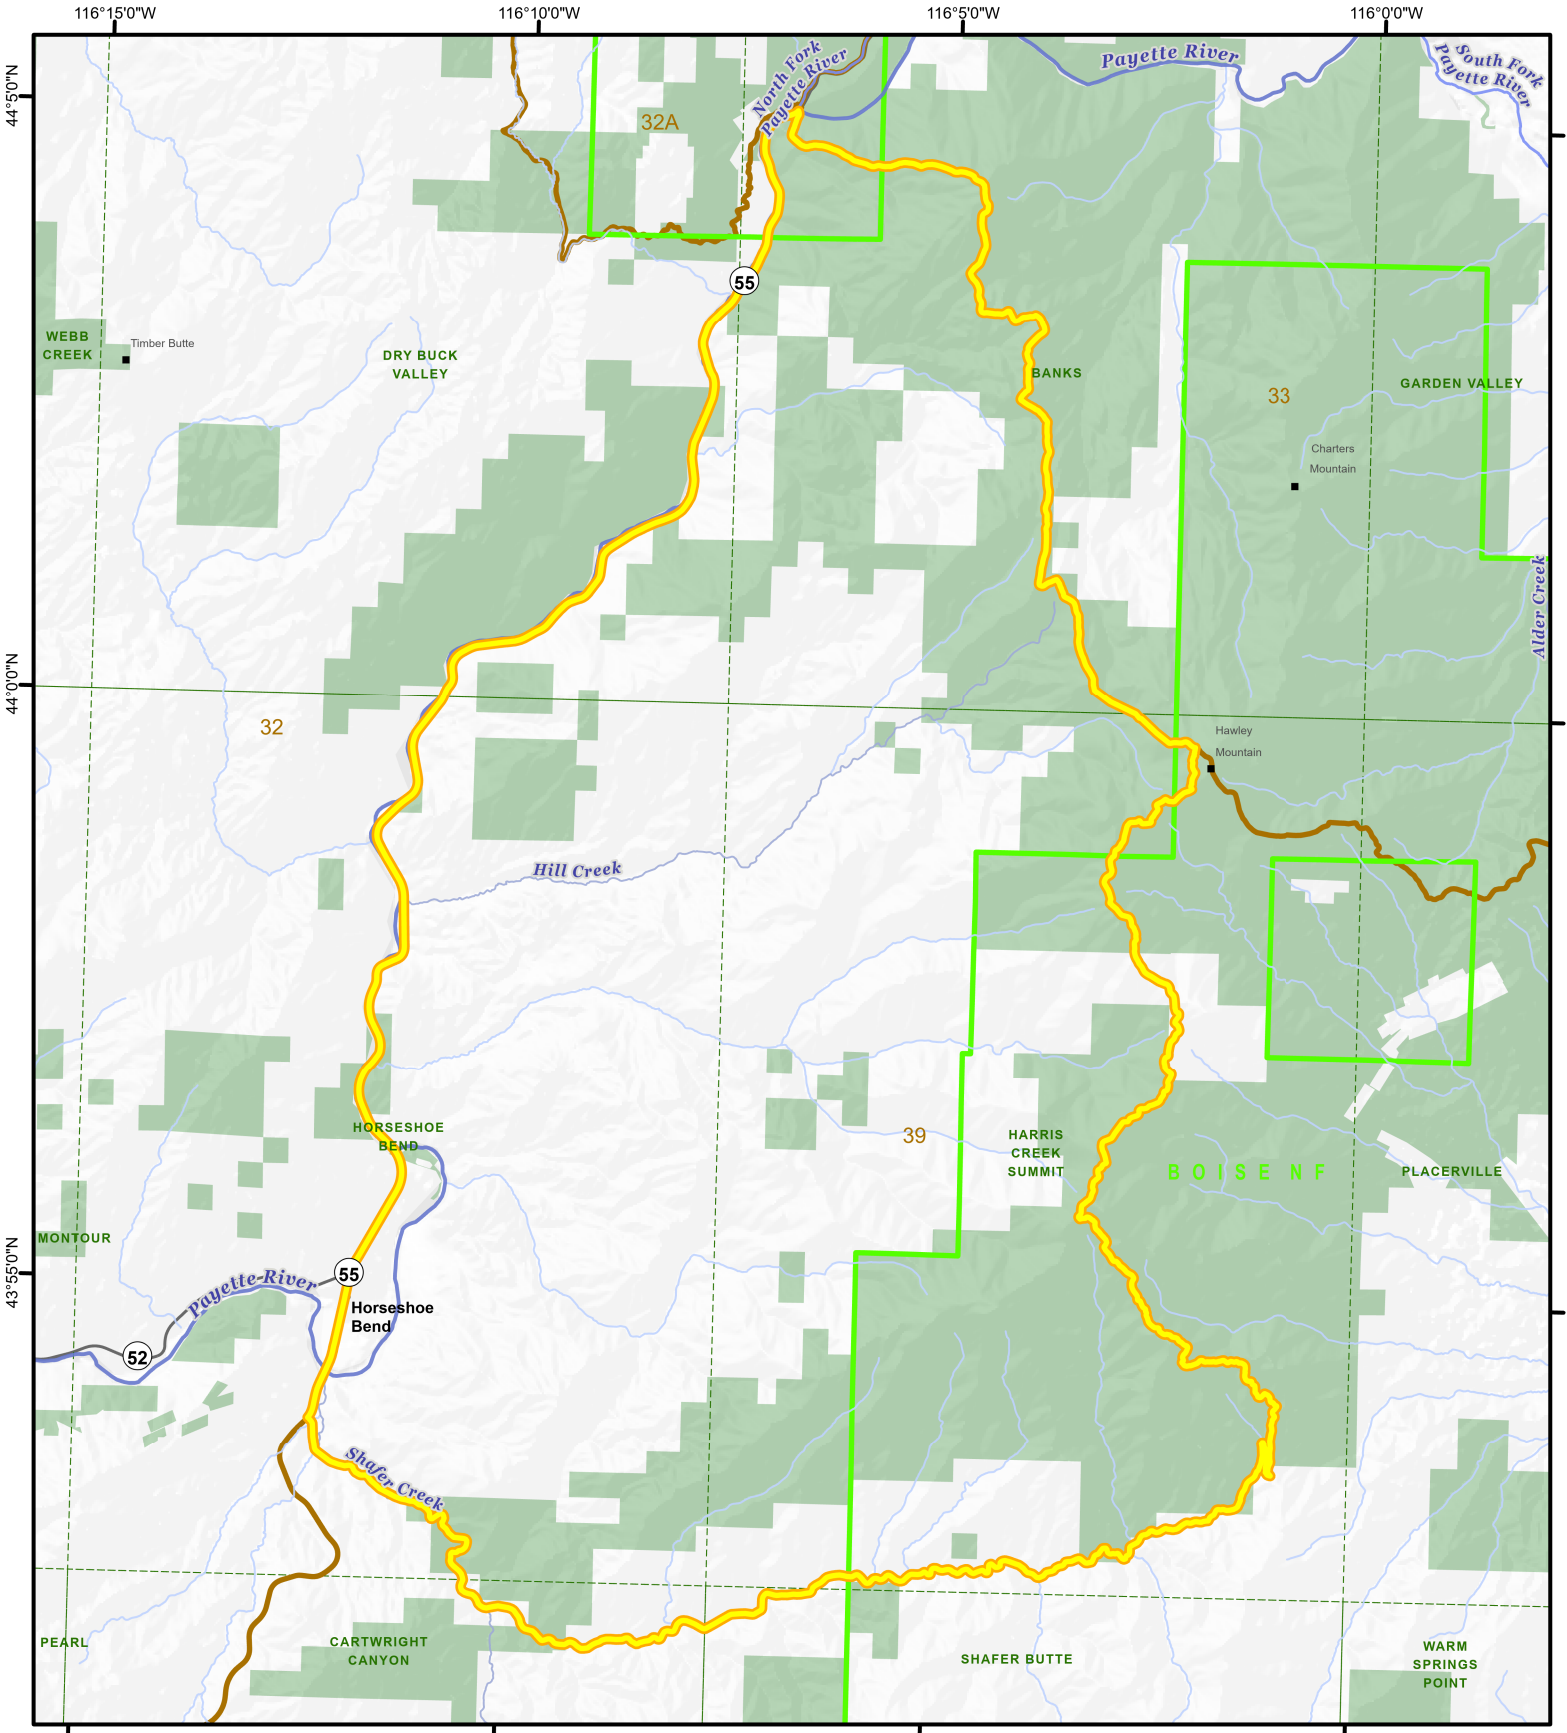 116°15'0"W
116°10'0"W
116°5'0"W
116°0'0"W
44°5'0"N
44°0'0"N
43°55'0"N
North Fork
Payette River
Payette River
South Fork
Payette River
32A
55
WEBB
CREEK
Timber Butte
DRY BUCK
VALLEY
BANKS
33
GARDEN VALLEY
Charters
Mountain
Alder Creek
32
Hawley
Mountain
Hill Creek
HORSESHOE
BEND
39
HARRIS
CREEK
SUMMIT
BOISE NF
PLACERVILLE
MONTOUR
Payette River
55
Horseshoe
Bend
52
Shafer Creek
PEARL
CARTWRIGHT
CANYON
SHAFER BUTTE
WARM
SPRINGS
POINT